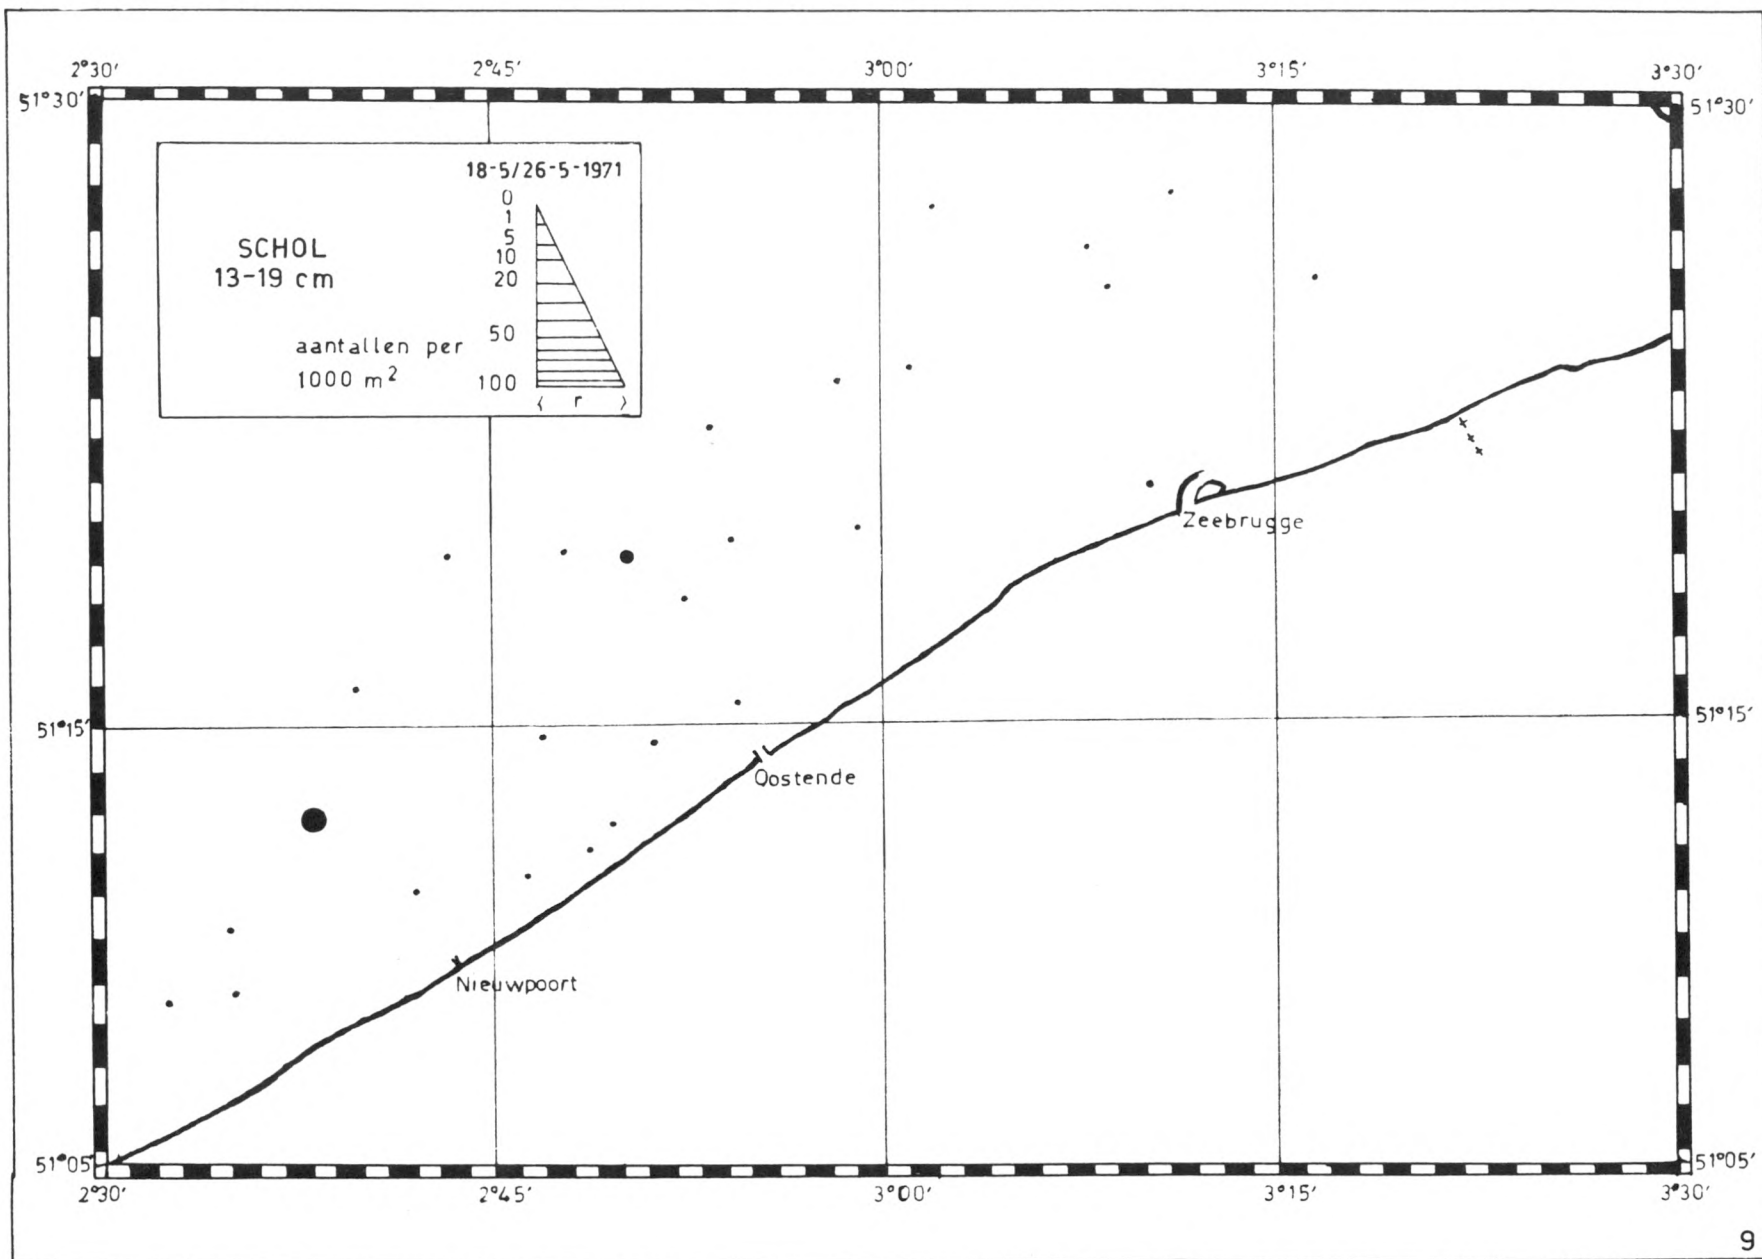 2°30' 2°45' 3°00' 3°15' 3°30'
51°30' 51°30'
18-5/26-5-1971
0
1
5
10
20
50
100
SCHOL
13-19 cm
aantallen per
1000 m²
< r >
Zeebrugge
51°15' 51°15'
Oostende
Nieuwpoort
51°05' 51°05'
2°30' 2°45' 3°00' 3°15' 3°30'
9